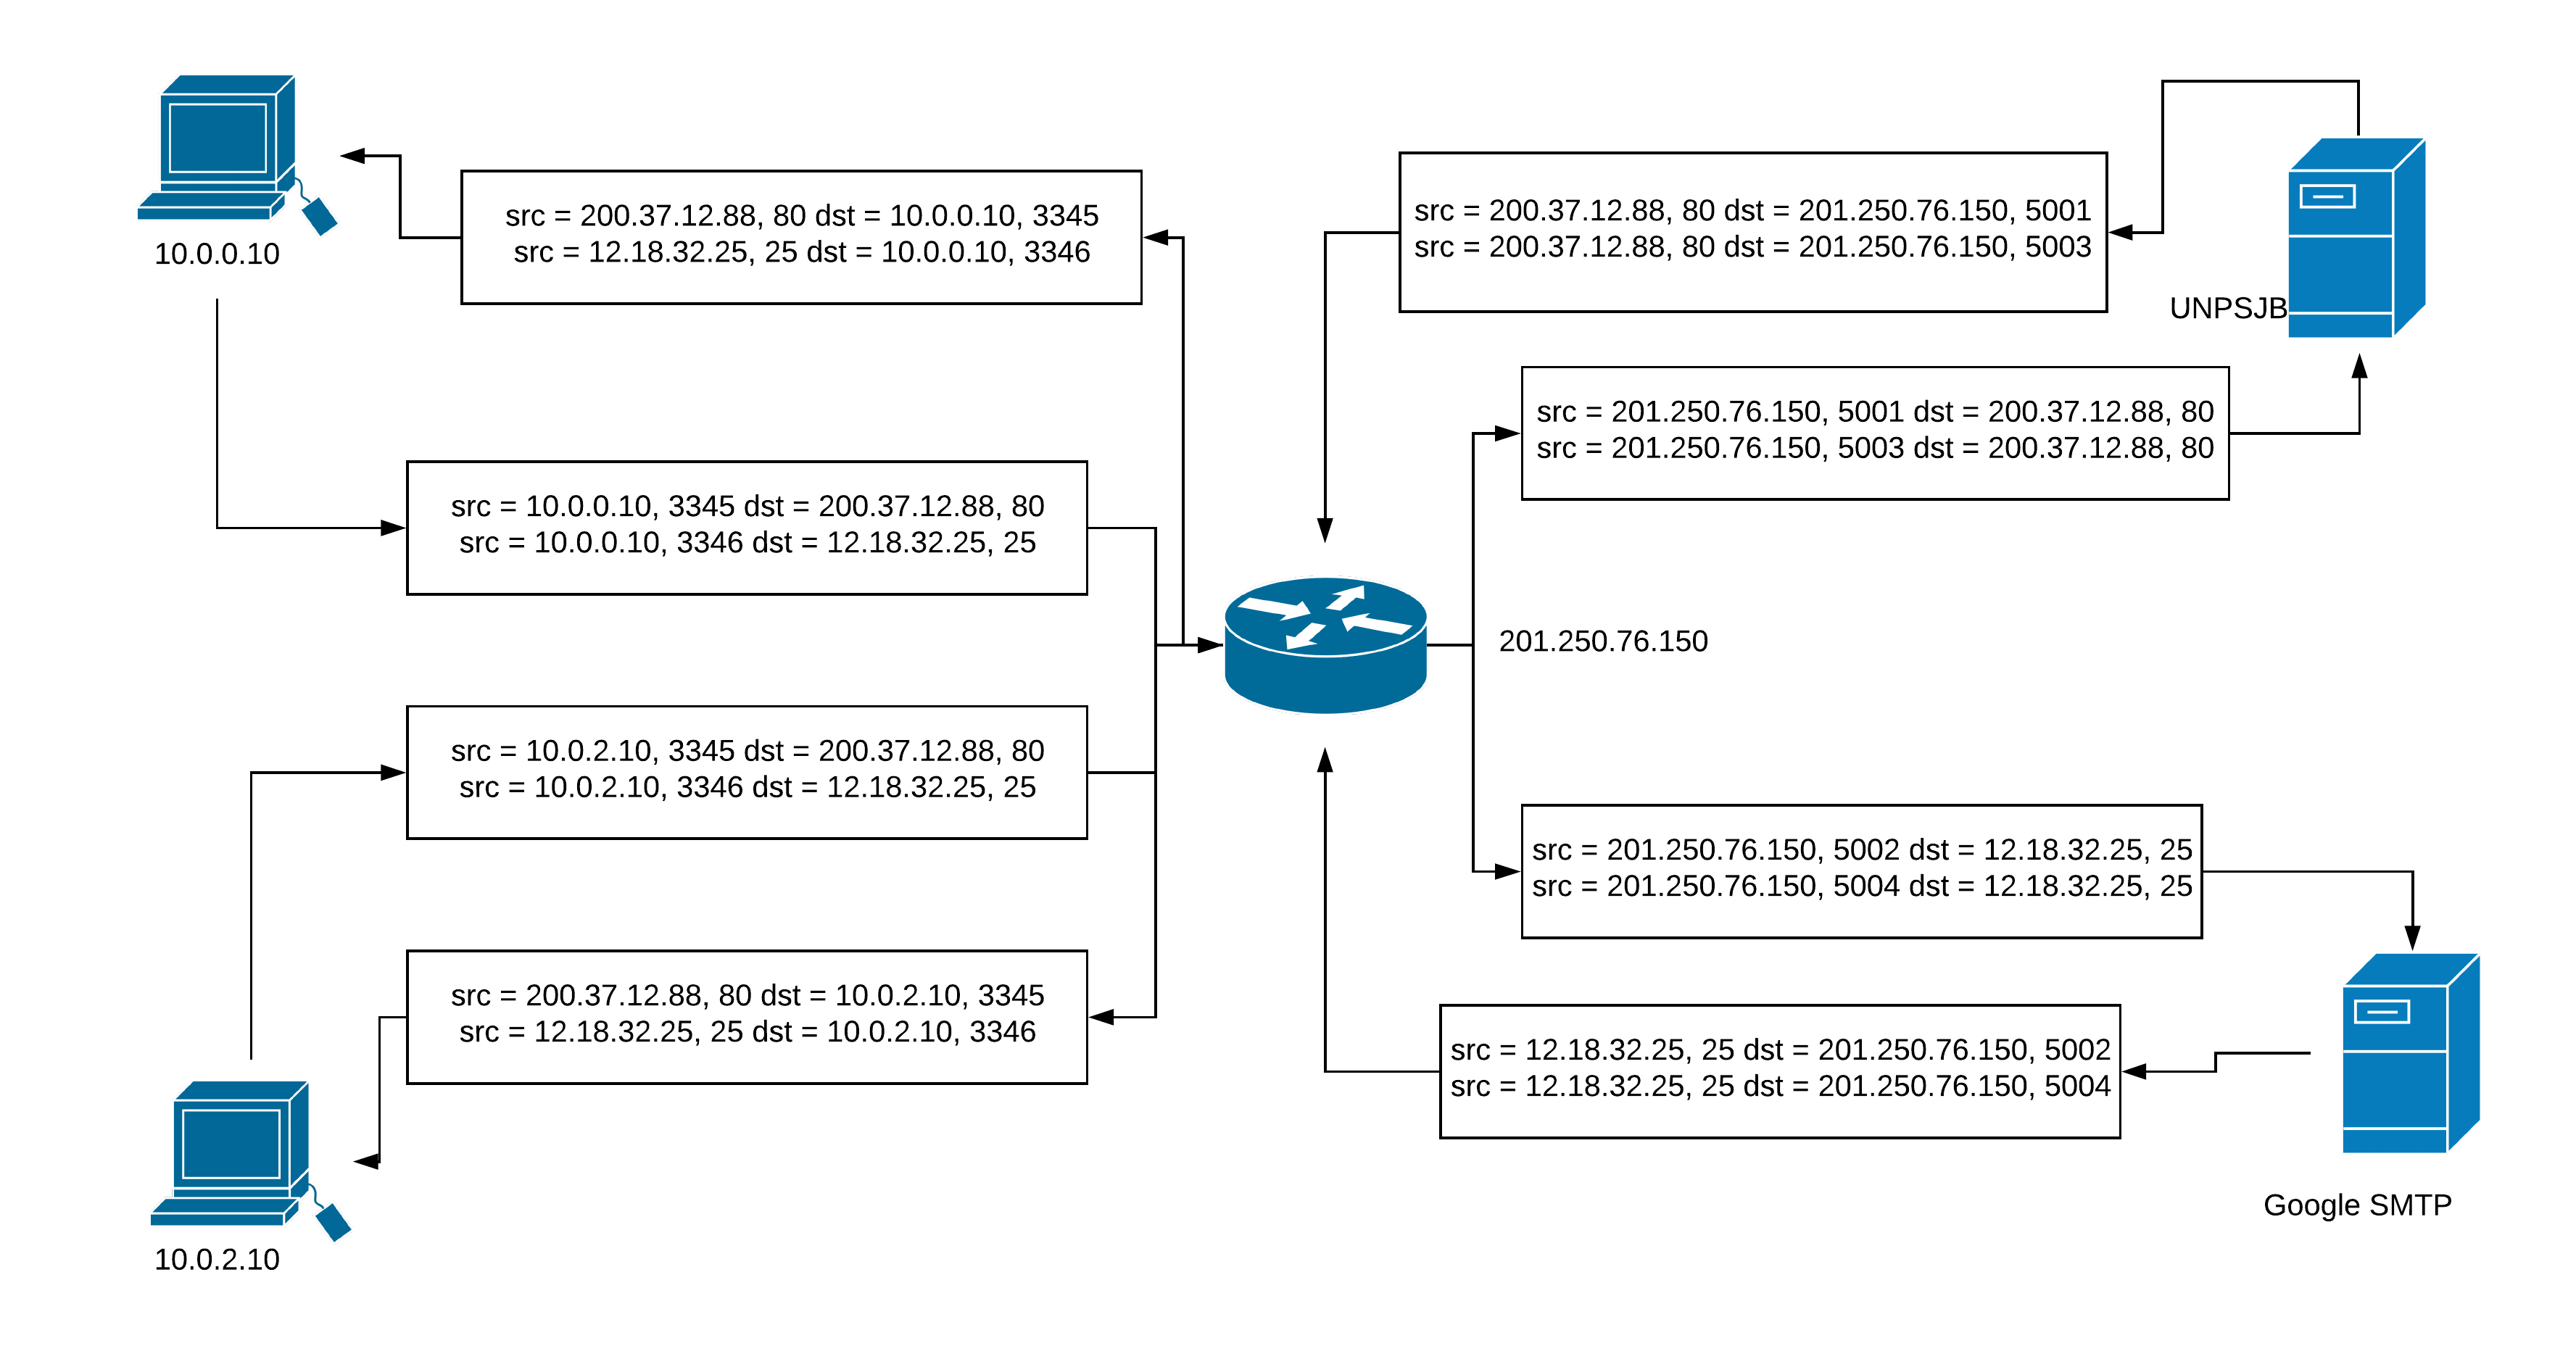 10.0.0.10
src = 200.37.12.88, 80 dst = 10.0.0.10, 3345
src = 12.18.32.25, 25 dst = 10.0.0.10, 3346
src = 200.37.12.88, 80 dst = 201.250.76.150, 5001
src = 200.37.12.88, 80 dst = 201.250.76.150, 5003
UNPSJB
src = 201.250.76.150, 5001 dst = 200.37.12.88, 80
src = 201.250.76.150, 5003 dst = 200.37.12.88, 80
src = 10.0.0.10, 3345 dst = 200.37.12.88, 80
src = 10.0.0.10, 3346 dst = 12.18.32.25, 25
201.250.76.150
src = 10.0.2.10, 3345 dst = 200.37.12.88, 80
src = 10.0.2.10, 3346 dst = 12.18.32.25, 25
src = 201.250.76.150, 5002 dst = 12.18.32.25, 25
src = 201.250.76.150, 5004 dst = 12.18.32.25, 25
src = 200.37.12.88, 80 dst = 10.0.2.10, 3345
src = 12.18.32.25, 25 dst = 10.0.2.10, 3346
src = 12.18.32.25, 25 dst = 201.250.76.150, 5002
src = 12.18.32.25, 25 dst = 201.250.76.150, 5004
Google SMTP
10.0.2.10